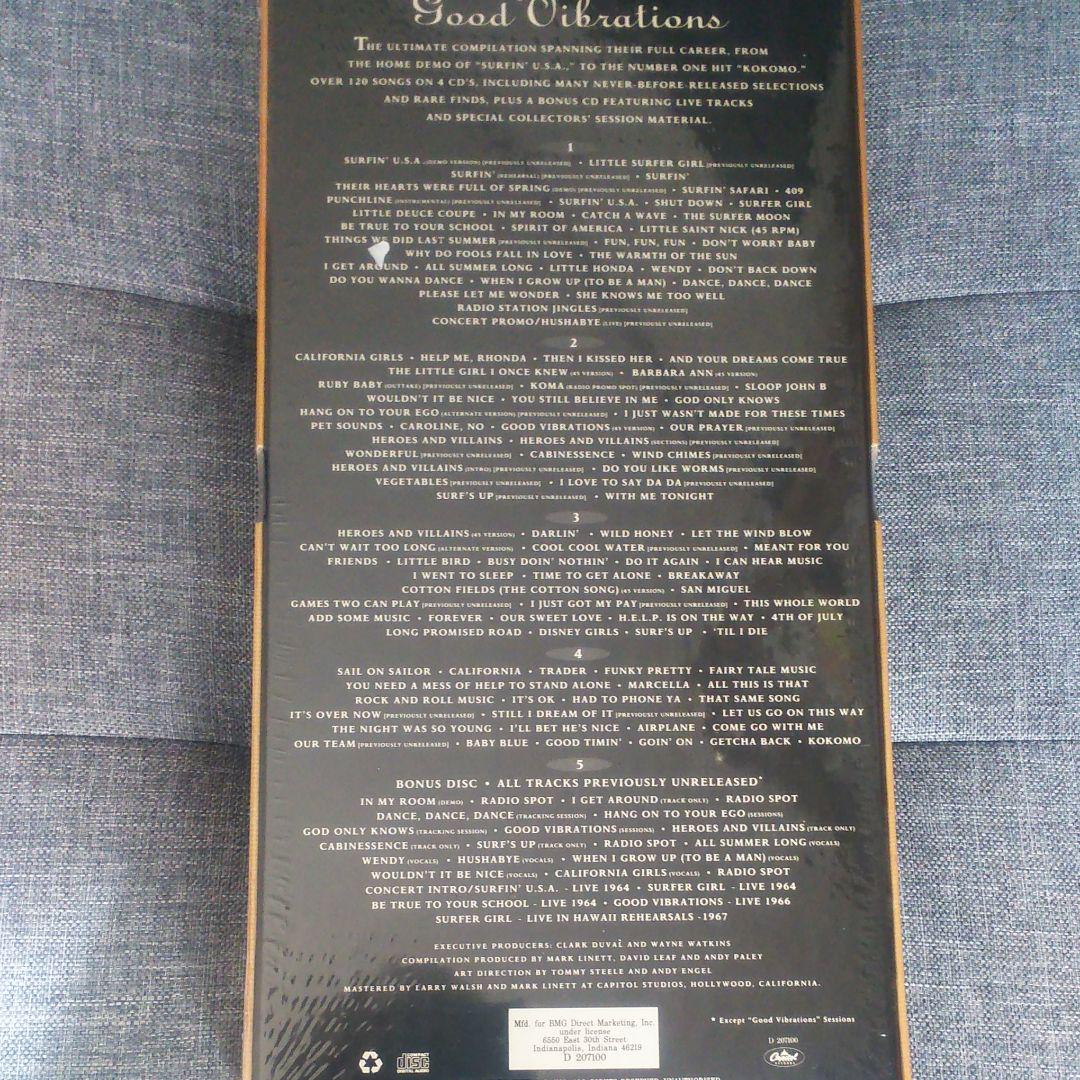 Good Vibrations
THE ULTIMATE COMPILATION SPANNING THEIR FULL CAREER, FROM
THE HOME DEMO OF "SURFIN' U.S.A.," TO THE NUMBER ONE HIT "KOKOMO."
OVER 120 SONGS ON 4 CD'S, INCLUDING MANY NEVER-BEFORE-RELEASED SELECTIONS
AND RARE FINDS, PLUS A BONUS CD FEATURING LIVE TRACKS
AND SPECIAL COLLECTORS' SESSION MATERIAL.
1
SURFIN' U.S.A. (DEMO VERSION) [PREVIOUSLY UNRELEASED] • LITTLE SURFER GIRL [PREVIOUSLY UNRELEASED]
SURFIN' (REHEARSAL) [PREVIOUSLY UNRELEASED] • SURFIN'
THEIR HEARTS WERE FULL OF SPRING (DEMO) [PREVIOUSLY UNRELEASED] • SURFIN' SAFARI • 409
PUNCHLINE (INSTRUMENTAL) [PREVIOUSLY UNRELEASED] • SURFIN' U.S.A. • SHUT DOWN • SURFER GIRL
LITTLE DEUCE COUPE • IN MY ROOM • CATCH A WAVE • THE SURFER MOON
BE TRUE TO YOUR SCHOOL • SPIRIT OF AMERICA • LITTLE SAINT NICK (45 RPM)
THINGS WE DID LAST SUMMER [PREVIOUSLY UNRELEASED] • FUN, FUN, FUN • DON'T WORRY BABY
WHY DO FOOLS FALL IN LOVE • THE WARMTH OF THE SUN
I GET AROUND • ALL SUMMER LONG • LITTLE HONDA • WENDY • DON'T BACK DOWN
DO YOU WANNA DANCE • WHEN I GROW UP (TO BE A MAN) • DANCE, DANCE, DANCE
PLEASE LET ME WONDER • SHE KNOWS ME TOO WELL
RADIO STATION JINGLES [PREVIOUSLY UNRELEASED]
CONCERT PROMO/HUSHABYE (LIVE) [PREVIOUSLY UNRELEASED]
2
CALIFORNIA GIRLS • HELP ME, RHONDA • THEN I KISSED HER • AND YOUR DREAMS COME TRUE
THE LITTLE GIRL I ONCE KNEW (45 VERSION) • BARBARA ANN (45 VERSION)
RUBY BABY (OUTTAKE) [PREVIOUSLY UNRELEASED] • KOMA (RADIO PROMO SPOT) [PREVIOUSLY UNRELEASED] • SLOOP JOHN B
WOULDN'T IT BE NICE • YOU STILL BELIEVE IN ME • GOD ONLY KNOWS
HANG ON TO YOUR EGO (ALTERNATE VERSION) [PREVIOUSLY UNRELEASED] • I JUST WASN'T MADE FOR THESE TIMES
PET SOUNDS • CAROLINE, NO • GOOD VIBRATIONS (45 VERSION) • OUR PRAYER [PREVIOUSLY UNRELEASED]
HEROES AND VILLAINS • HEROES AND VILLAINS (SECTIONS) [PREVIOUSLY UNRELEASED]
WONDERFUL [PREVIOUSLY UNRELEASED] • CABINESSENCE • WIND CHIMES [PREVIOUSLY UNRELEASED]
HEROES AND VILLAINS (INTRO) [PREVIOUSLY UNRELEASED] • DO YOU LIKE WORMS [PREVIOUSLY UNRELEASED]
VEGETABLES [PREVIOUSLY UNRELEASED] • I LOVE TO SAY DA DA [PREVIOUSLY UNRELEASED]
SURF'S UP [PREVIOUSLY UNRELEASED] • WITH ME TONIGHT
3
HEROES AND VILLAINS (45 VERSION) • DARLIN' • WILD HONEY • LET THE WIND BLOW
CAN'T WAIT TOO LONG (ALTERNATE VERSION) • COOL COOL WATER [PREVIOUSLY UNRELEASED] • MEANT FOR YOU
FRIENDS • LITTLE BIRD • BUSY DOIN' NOTHIN' • DO IT AGAIN • I CAN HEAR MUSIC
I WENT TO SLEEP • TIME TO GET ALONE • BREAKAWAY
COTTON FIELDS (THE COTTON SONG) (45 VERSION) • SAN MIGUEL
GAMES TWO CAN PLAY [PREVIOUSLY UNRELEASED] • I JUST GOT MY PAY [PREVIOUSLY UNRELEASED] • THIS WHOLE WORLD
ADD SOME MUSIC • FOREVER • OUR SWEET LOVE • H.E.L.P. IS ON THE WAY • 4TH OF JULY
LONG PROMISED ROAD • DISNEY GIRLS • SURF'S UP • 'TIL I DIE
4
SAIL ON SAILOR • CALIFORNIA • TRADER • FUNKY PRETTY • FAIRY TALE MUSIC
YOU NEED A MESS OF HELP TO STAND ALONE • MARCELLA • ALL THIS IS THAT
ROCK AND ROLL MUSIC • IT'S OK • HAD TO PHONE YA • THAT SAME SONG
IT'S OVER NOW [PREVIOUSLY UNRELEASED] • STILL I DREAM OF IT [PREVIOUSLY UNRELEASED] • LET US GO ON THIS WAY
THE NIGHT WAS SO YOUNG • I'LL BET HE'S NICE • AIRPLANE • COME GO WITH ME
OUR TEAM [PREVIOUSLY UNRELEASED] • BABY BLUE • GOOD TIMIN' • GOIN' ON • GETCHA BACK • KOKOMO
5
BONUS DISC • ALL TRACKS PREVIOUSLY UNRELEASED*
IN MY ROOM (DEMO) • RADIO SPOT • I GET AROUND (TRACK ONLY) • RADIO SPOT
DANCE, DANCE, DANCE (TRACKING SESSION) • HANG ON TO YOUR EGO (SESSIONS)
GOD ONLY KNOWS (TRACKING SESSION) • GOOD VIBRATIONS (SESSIONS) • HEROES AND VILLAINS (TRACK ONLY)
CABINESSENCE (TRACK ONLY) • SURF'S UP (TRACK ONLY) • RADIO SPOT • ALL SUMMER LONG (VOCALS)
WENDY (VOCALS) • HUSHABYE (VOCALS) • WHEN I GROW UP (TO BE A MAN) (VOCALS)
WOULDN'T IT BE NICE (VOCALS) • CALIFORNIA GIRLS (VOCALS) • RADIO SPOT
CONCERT INTRO/SURFIN' U.S.A. - LIVE 1964 • SURFER GIRL - LIVE 1964
BE TRUE TO YOUR SCHOOL - LIVE 1964 • GOOD VIBRATIONS - LIVE 1966
SURFER GIRL - LIVE IN HAWAII REHEARSALS -1967
EXECUTIVE PRODUCERS: CLARK DUVAL AND WAYNE WATKINS
COMPILATION PRODUCED BY MARK LINETT, DAVID LEAF AND ANDY PALEY
ART DIRECTION BY TOMMY STEELE AND ANDY ENGEL
MASTERED BY LARRY WALSH AND MARK LINETT AT CAPITOL STUDIOS, HOLLYWOOD, CALIFORNIA.
* Except "Good Vibrations" Sessions
Mfd. for BMG Direct Marketing, Inc.
under license
6550 East 30th Street
Indianapolis, Indiana 46219
D 207100
D 207100
COMPACT
disc
DIGITAL AUDIO
Capitol
RECORDS